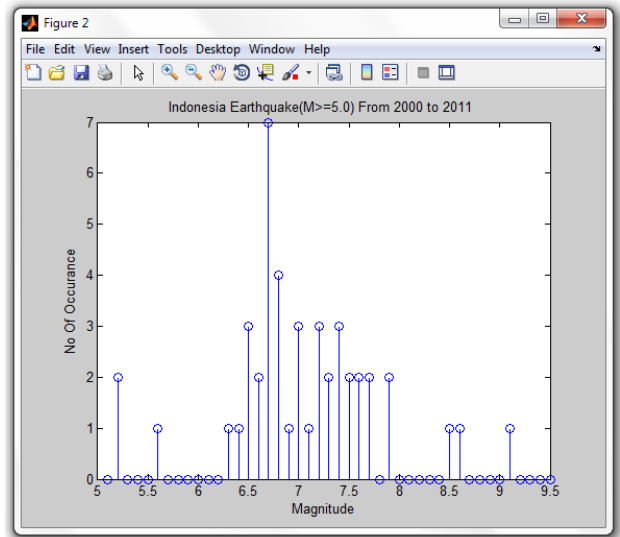 Figure 2
File Edit View Insert Tools Desktop Window Help
Indonesia Earthquake(M>=5.0) From 2000 to 2011
7
6
5
4
3
2
1
0
No Of Occurance
5 5.5 6 6.5 7 7.5 8 8.5 9 9.5
Magnitude